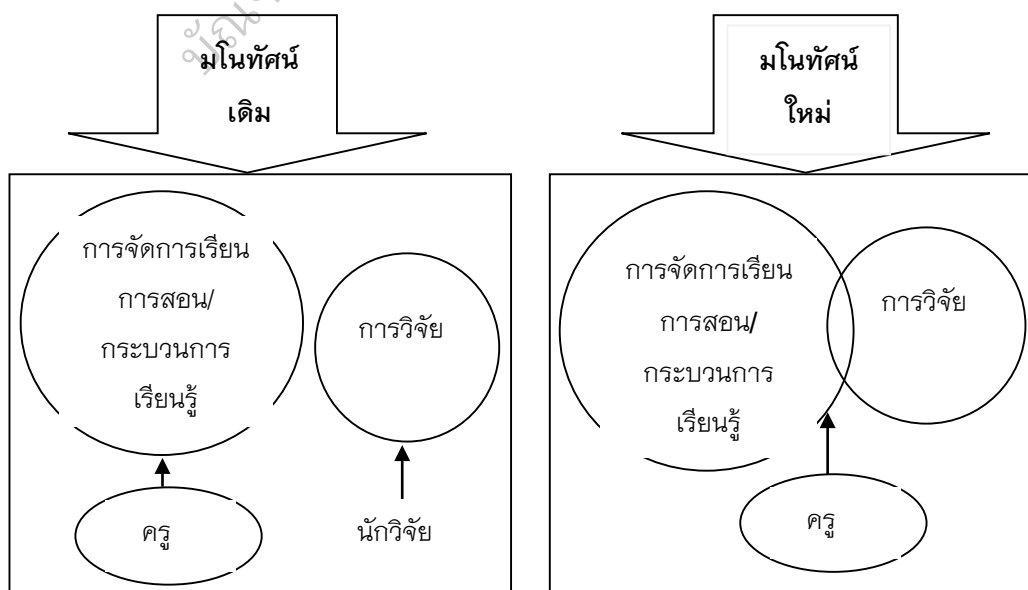 มโนทัศน์
เดิม
การจัดการเรียน
การสอน/
กระบวนการ
เรียนรู้
การวิจัย
ครู
นักวิจัย
มโนทัศน์
ใหม่
การจัดการเรียน
การสอน/
กระบวนการ
เรียนรู้
การวิจัย
ครู